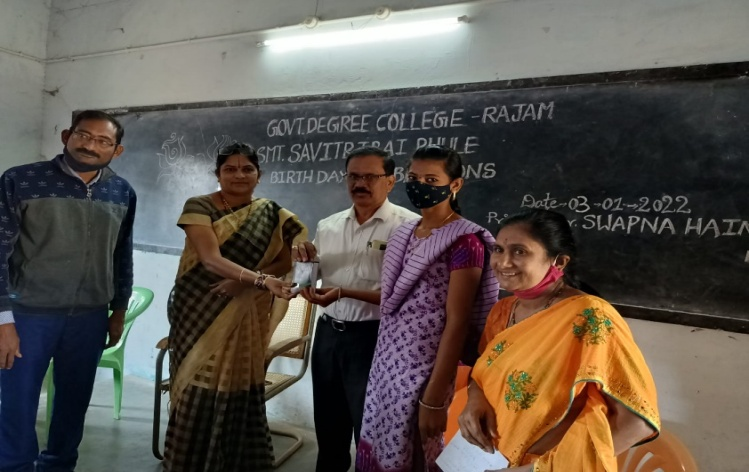 GOVT.DEGREE COLLEGE -RAJAM
SMT. SAVITRIBAI PHULE
BIRTH DAY
Date-03-01-2022
SWAPNA HAIN